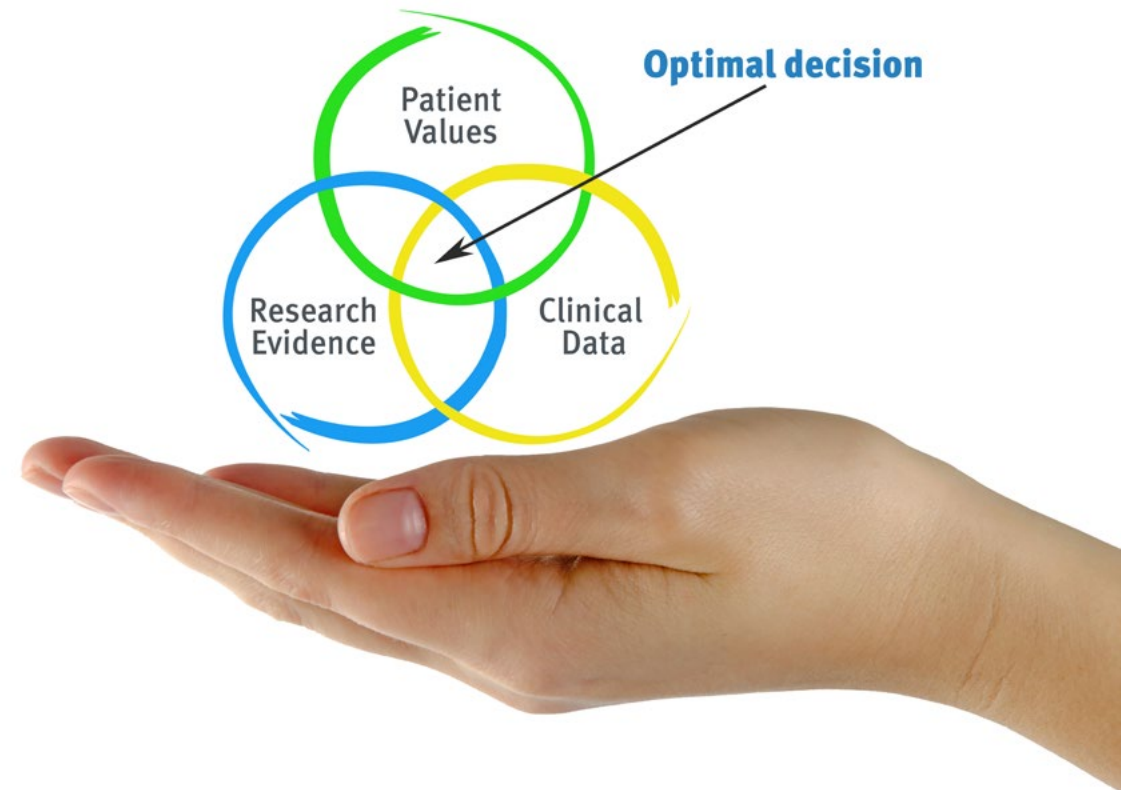 Optimal decision
Patient
Values
Research
Evidence
Clinical
Data